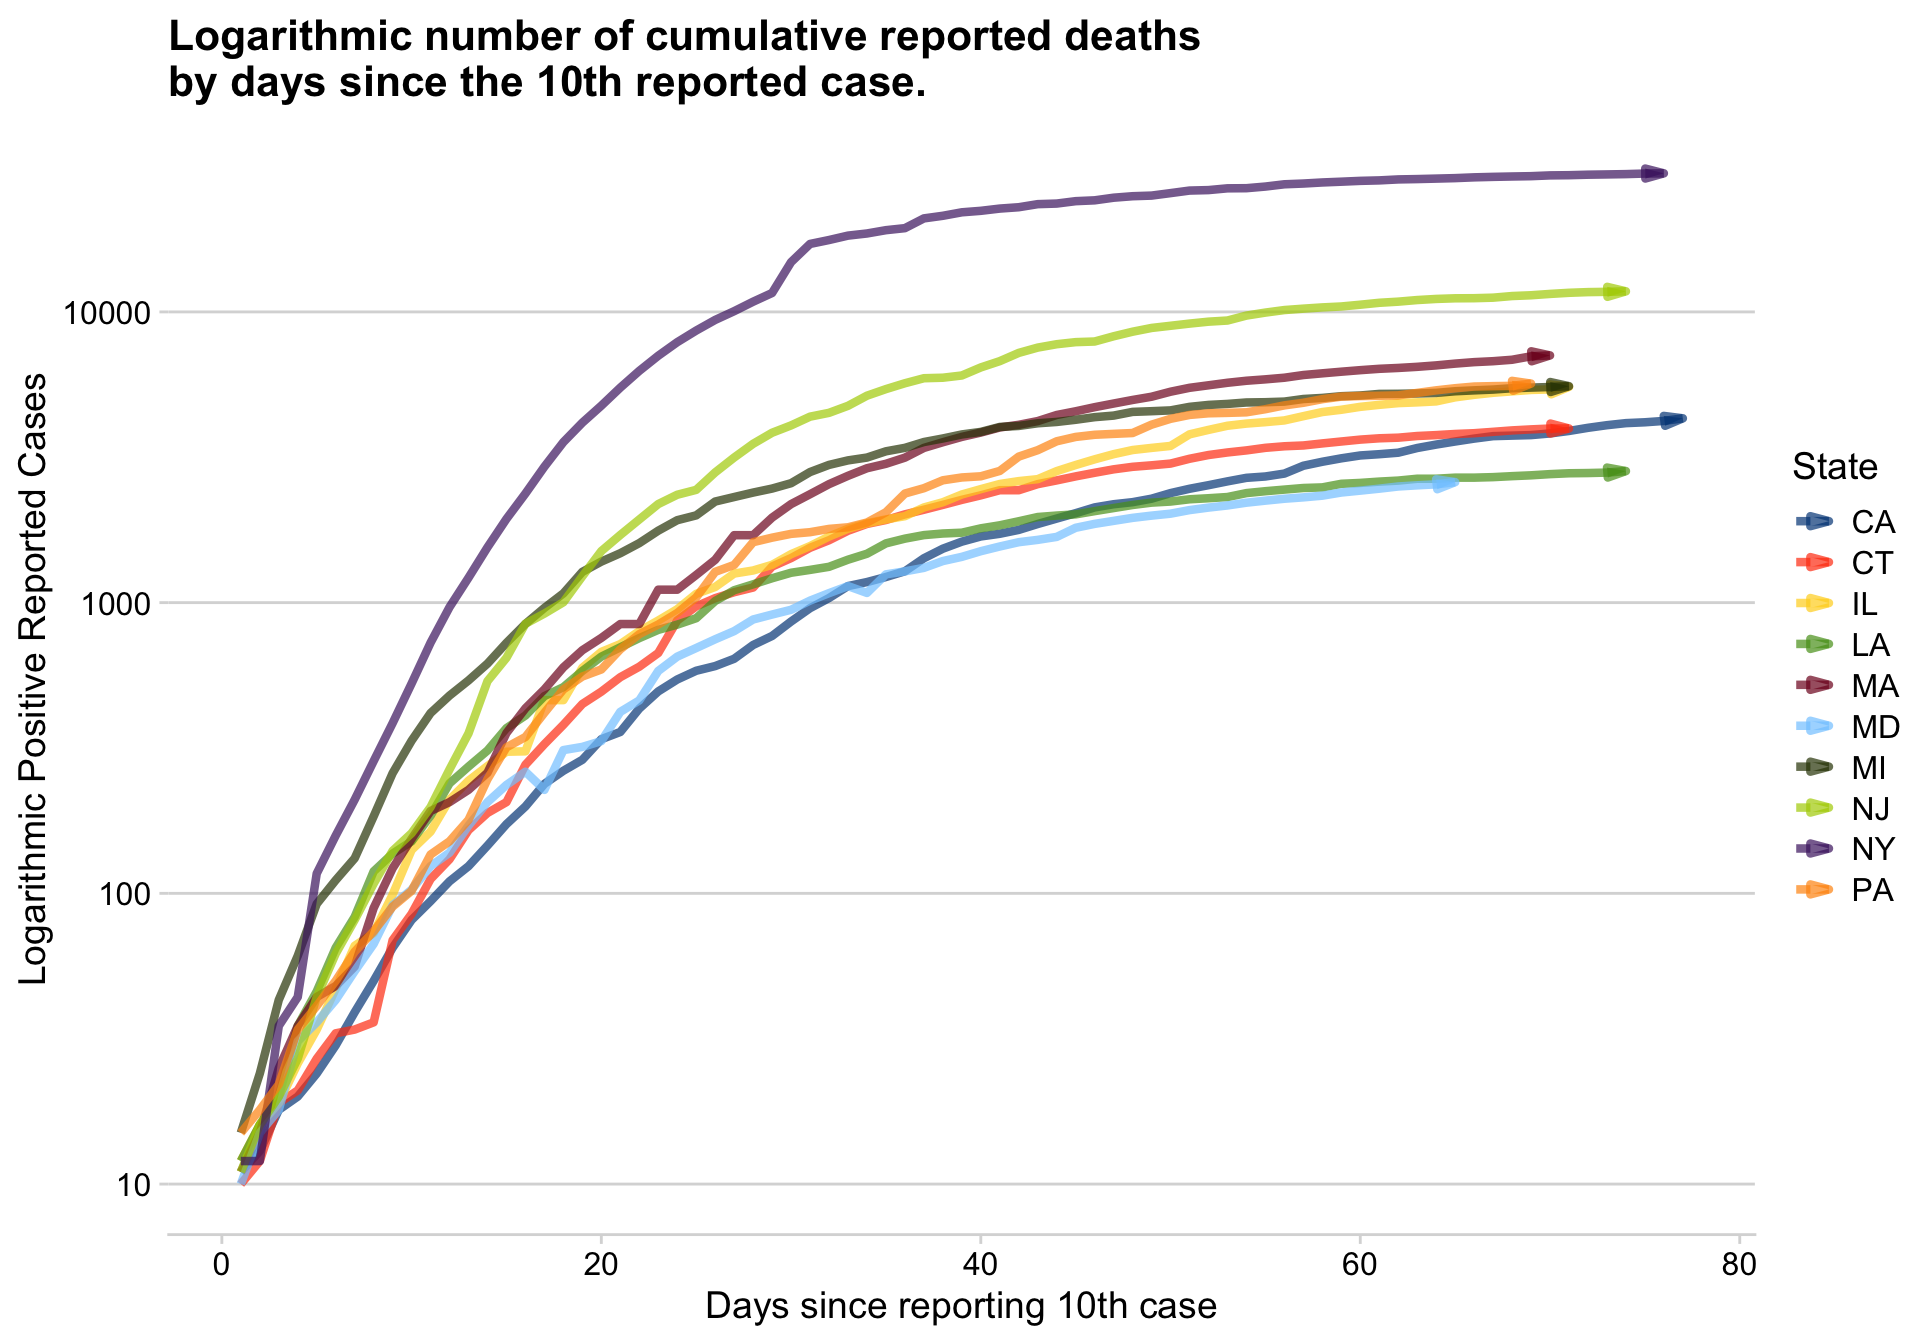 Logarithmic number of cumulative reported deaths
by days since the 10th reported case.
Logarithmic Positive Reported Cases
10000
1000
100
10
0
20
40
60
80
Days since reporting 10th case
State
CA
CT
IL
LA
MA
MD
MI
NJ
NY
PA